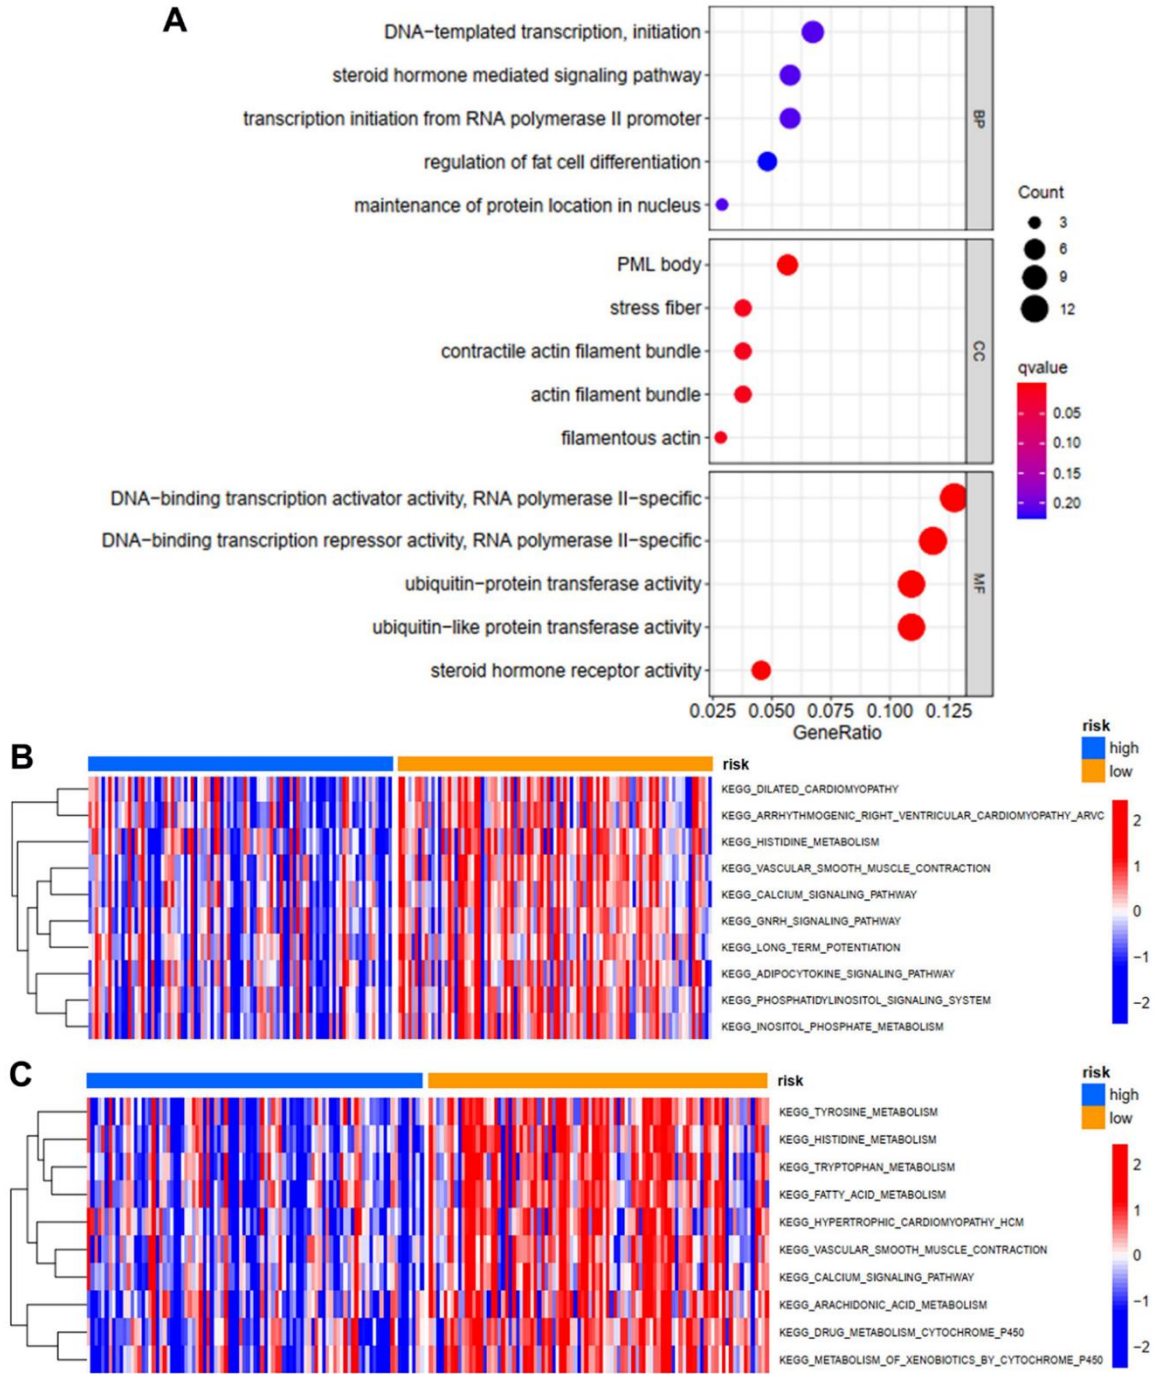 A
DNA−templated transcription, initiation
steroid hormone mediated signaling pathway
transcription initiation from RNA polymerase II promoter
regulation of fat cell differentiation
maintenance of protein location in nucleus
BP
PML body
stress fiber
contractile actin filament bundle
actin filament bundle
filamentous actin
CC
DNA−binding transcription activator activity, RNA polymerase II−specific
DNA−binding transcription repressor activity, RNA polymerase II−specific
ubiquitin−protein transferase activity
ubiquitin−like protein transferase activity
steroid hormone receptor activity
MF
0.025 0.050 0.075 0.100 0.125
GeneRatio
Count
3
6
9
12
qvalue
0.05
0.10
0.15
0.20
B
risk
KEGG_DILATED_CARDIOMYOPATHY
KEGG_ARRHYTHMOGENIC_RIGHT_VENTRICULAR_CARDIOMYOPATHY_ARVC
KEGG_HISTIDINE_METABOLISM
KEGG_VASCULAR_SMOOTH_MUSCLE_CONTRACTION
KEGG_CALCIUM_SIGNALING_PATHWAY
KEGG_GNRH_SIGNALING_PATHWAY
KEGG_LONG_TERM_POTENTIATION
KEGG_ADIPOCYTOKINE_SIGNALING_PATHWAY
KEGG_PHOSPHATIDYLINOSITOL_SIGNALING_SYSTEM
KEGG_INOSITOL_PHOSPHATE_METABOLISM
risk
high
low
2
1
0
−1
−2
C
risk
KEGG_TYROSINE_METABOLISM
KEGG_HISTIDINE_METABOLISM
KEGG_TRYPTOPHAN_METABOLISM
KEGG_FATTY_ACID_METABOLISM
KEGG_HYPERTROPHIC_CARDIOMYOPATHY_HCM
KEGG_VASCULAR_SMOOTH_MUSCLE_CONTRACTION
KEGG_CALCIUM_SIGNALING_PATHWAY
KEGG_ARACHIDONIC_ACID_METABOLISM
KEGG_DRUG_METABOLISM_CYTOCHROME_P450
KEGG_METABOLISM_OF_XENOBIOTICS_BY_CYTOCHROME_P450
risk
high
low
2
1
0
−1
−2